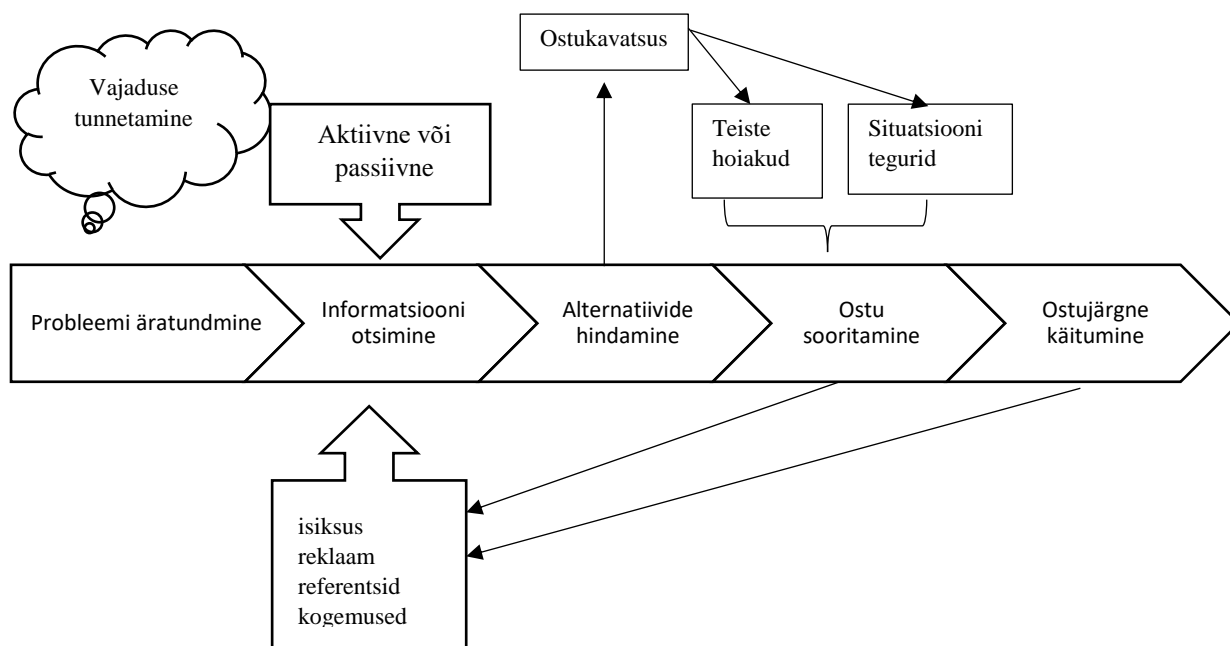 Ostukavatsus
Vajaduse
tunnetamine
Aktiivne või
passiivne
Teiste
hoiakud
Situatsiooni
tegurid
Probleemi äratundmine
Informatsiooni
otsimine
Alternatiivide
hindamine
Ostu
sooritamine
Ostujärgne
käitumine
isiksus
reklaam
referentsid
kogemused